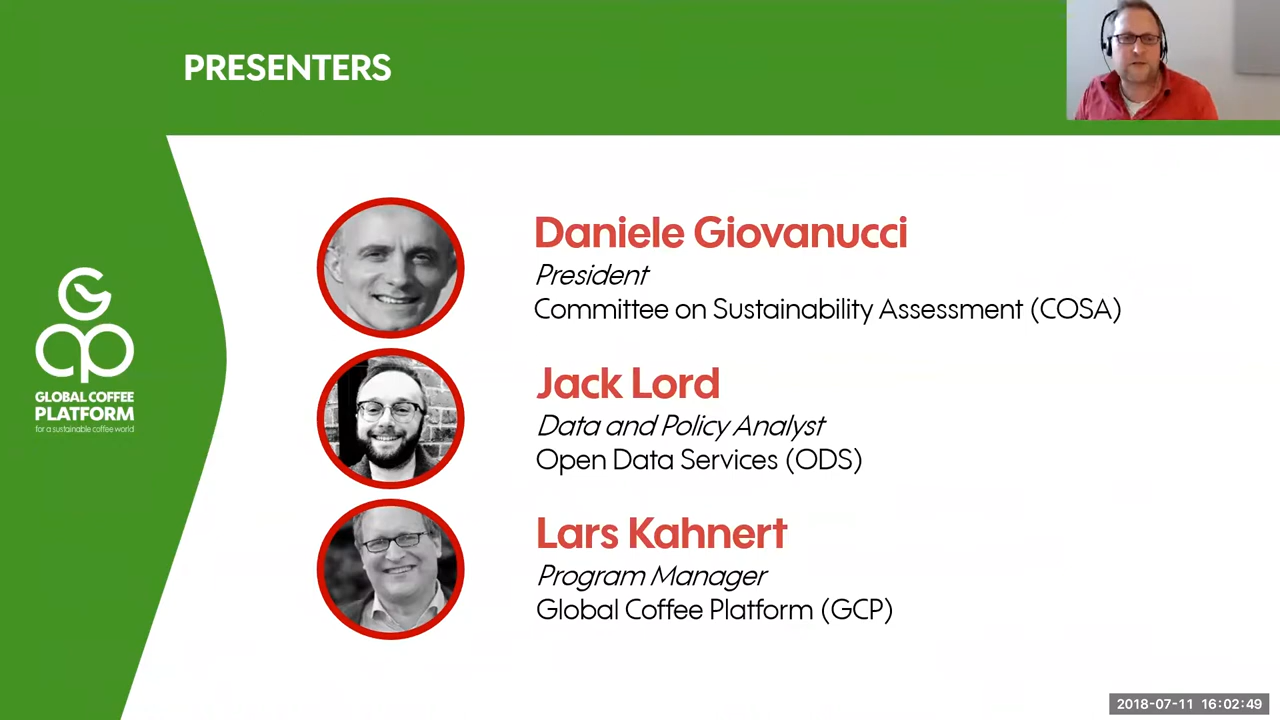 PRESENTERS
Daniele Giovanucci
President
Committee on Sustainability Assessment (COSA)
Jack Lord
Data and Policy Analyst
Open Data Services (ODS)
Lars Kahnert
Program Manager
Global Coffee Platform (GCP)
GCP
GLOBAL COFFEE
PLATFORM
for a sustainable coffee world
2018-07-11 16:02:49